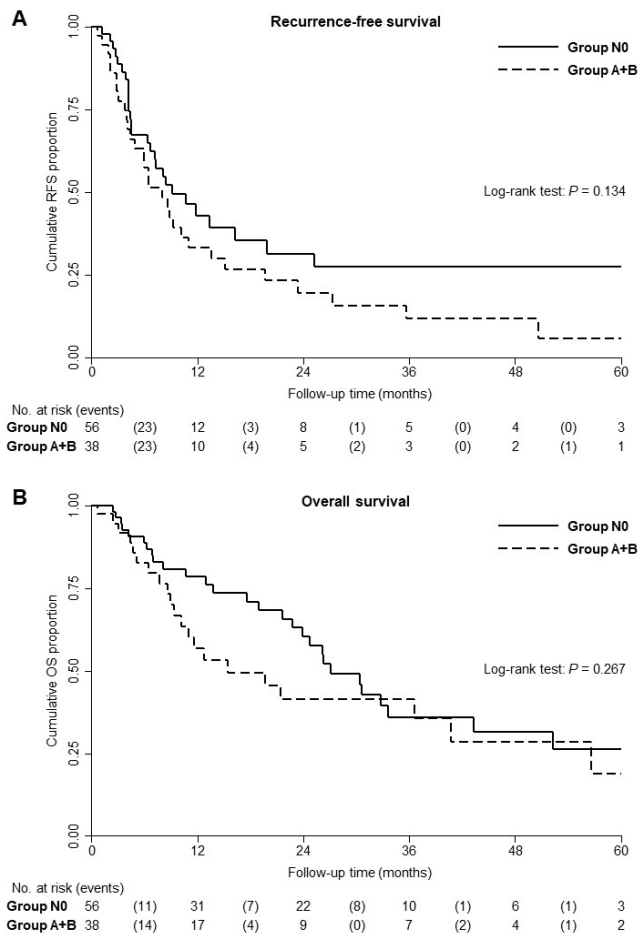 A
Recurrence-free survival
Group N0
Group A+B
Log-rank test: P = 0.134
Cumulative RFS proportion
1.00
0.75
0.50
0.25
0.00
0 12 24 36 48 60
Follow-up time (months)
No. at risk (events)
Group N0 56 (23) 12 (3) 8 (1) 5 (0) 4 (0) 3
Group A+B 38 (23) 10 (4) 5 (2) 3 (0) 2 (1) 1
B
Overall survival
Group N0
Group A+B
Log-rank test: P = 0.267
Cumulative OS proportion
1.00
0.75
0.50
0.25
0.00
0 12 24 36 48 60
Follow-up time (months)
No. at risk (events)
Group N0 56 (11) 31 (7) 22 (8) 10 (1) 6 (1) 3
Group A+B 38 (14) 17 (4) 9 (0) 7 (2) 4 (1) 2